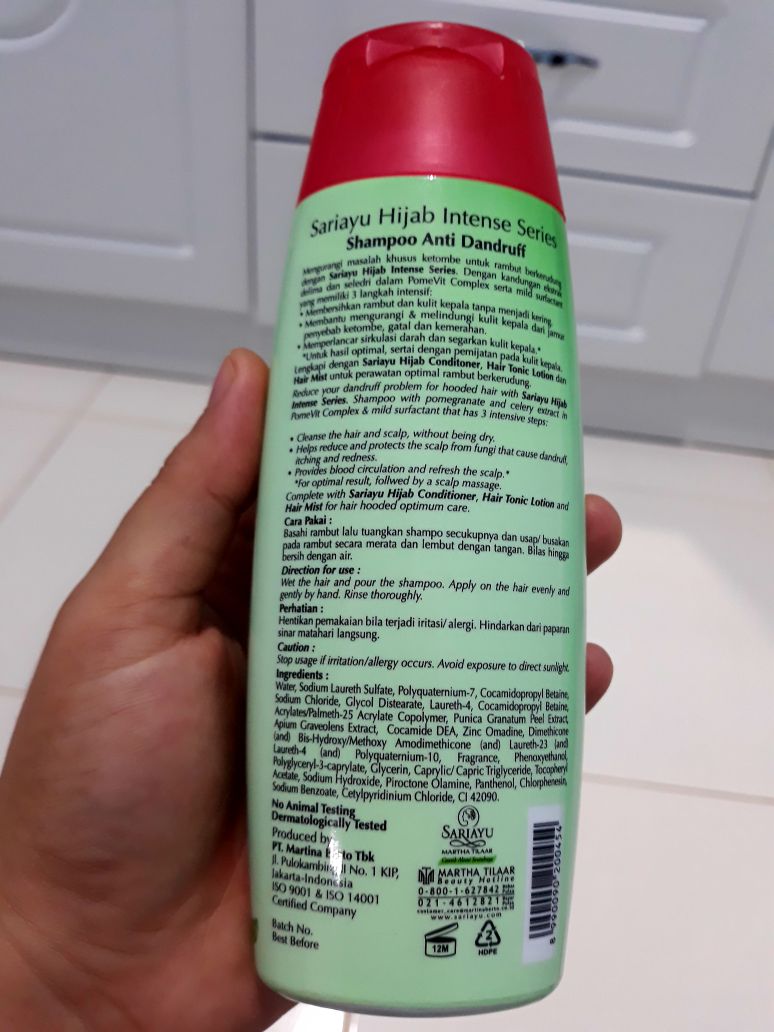 Sariayu Hijab Intense Series
Shampoo Anti Dandruff
Mengurangi masalah khusus ketombe untuk rambut berkerudung
dengan Sariayu Hijab Intense Series. Dengan kandungan ekstrak
delima dan seledri dalam PomeVit Complex serta mild surfactant
yang memiliki 3 langkah intensif:
• Membersihkan rambut dan kulit kepala tanpa menjadi kering.
• Membantu mengurangi & melindungi kulit kepala dari jamur
penyebab ketombe, gatal dan kemerahan.
• Memperlancar sirkulasi darah dan segarkan kulit kepala.*
*Untuk hasil optimal, sertai dengan pemijatan pada kulit kepala.
Lengkapi dengan Sariayu Hijab Conditoner, Hair Tonic Lotion dan
Hair Mist untuk perawatan optimal rambut berkerudung.
Reduce your dandruff problem for hooded hair with Sariayu Hijab
Intense Series. Shampoo with pomegranate and celery extract in
PomeVit Complex & mild surfactant that has 3 intensive steps:
• Cleanse the hair and scalp, without being dry.
• Helps reduce and protects the scalp from fungi that cause dandruff,
itching and redness.
• Provides blood circulation and refresh the scalp.*
*For optimal result, follwed by a scalp massage.
Complete with Sariayu Hijab Conditioner, Hair Tonic Lotion and
Hair Mist for hair hooded optimum care.
Cara Pakai :
Basahi rambut lalu tuangkan shampo secukupnya dan usap/ busakan
pada rambut secara merata dan lembut dengan tangan. Bilas hingga
bersih dengan air.
Direction for use :
Wet the hair and pour the shampoo. Apply on the hair evenly and
gently by hand. Rinse thoroughly.
Perhatian :
Hentikan pemakaian bila terjadi iritasi/ alergi. Hindarkan dari paparan
sinar matahari langsung.
Caution :
Stop usage if irritation/allergy occurs. Avoid exposure to direct sunlight.
Ingredients :
Water, Sodium Laureth Sulfate, Polyquaternium-7, Cocamidopropyl Betaine,
Sodium Chloride, Glycol Distearate, Laureth-4, Cocamidopropyl Betaine,
Acrylates/Palmeth-25 Acrylate Copolymer, Punica Granatum Peel Extract,
Apium Graveolens Extract, Cocamide DEA, Zinc Omadine, Dimethicone
(and) Bis-Hydroxy/Methoxy Amodimethicone (and) Laureth-23 (and)
Laureth-4 (and) Polyquaternium-10, Fragrance, Phenoxyethanol,
Polyglyceryl-3-caprylate, Glycerin, Caprylic/ Capric Triglyceride, Tocopheryl
Acetate, Sodium Hydroxide, Piroctone Olamine, Panthenol, Chlorphenesin,
Sodium Benzoate, Cetylpyridinium Chloride, CI 42090.
No Animal Testing
Dermatologically Tested
Produced by
PT. Martina Berto Tbk
Jl. No. 1 KIP,
Jakarta-Indonesia
ISO 9001 & ISO 14001
Certified Company
Batch No.
Best Before
SARIAYU
MARTHA TILAAR
MARTHA TILAAR
Beauty Hotline
0-800-1-627842
021-4612821
www.sariayu.com
12M
2
HDPE
8 990090 200454